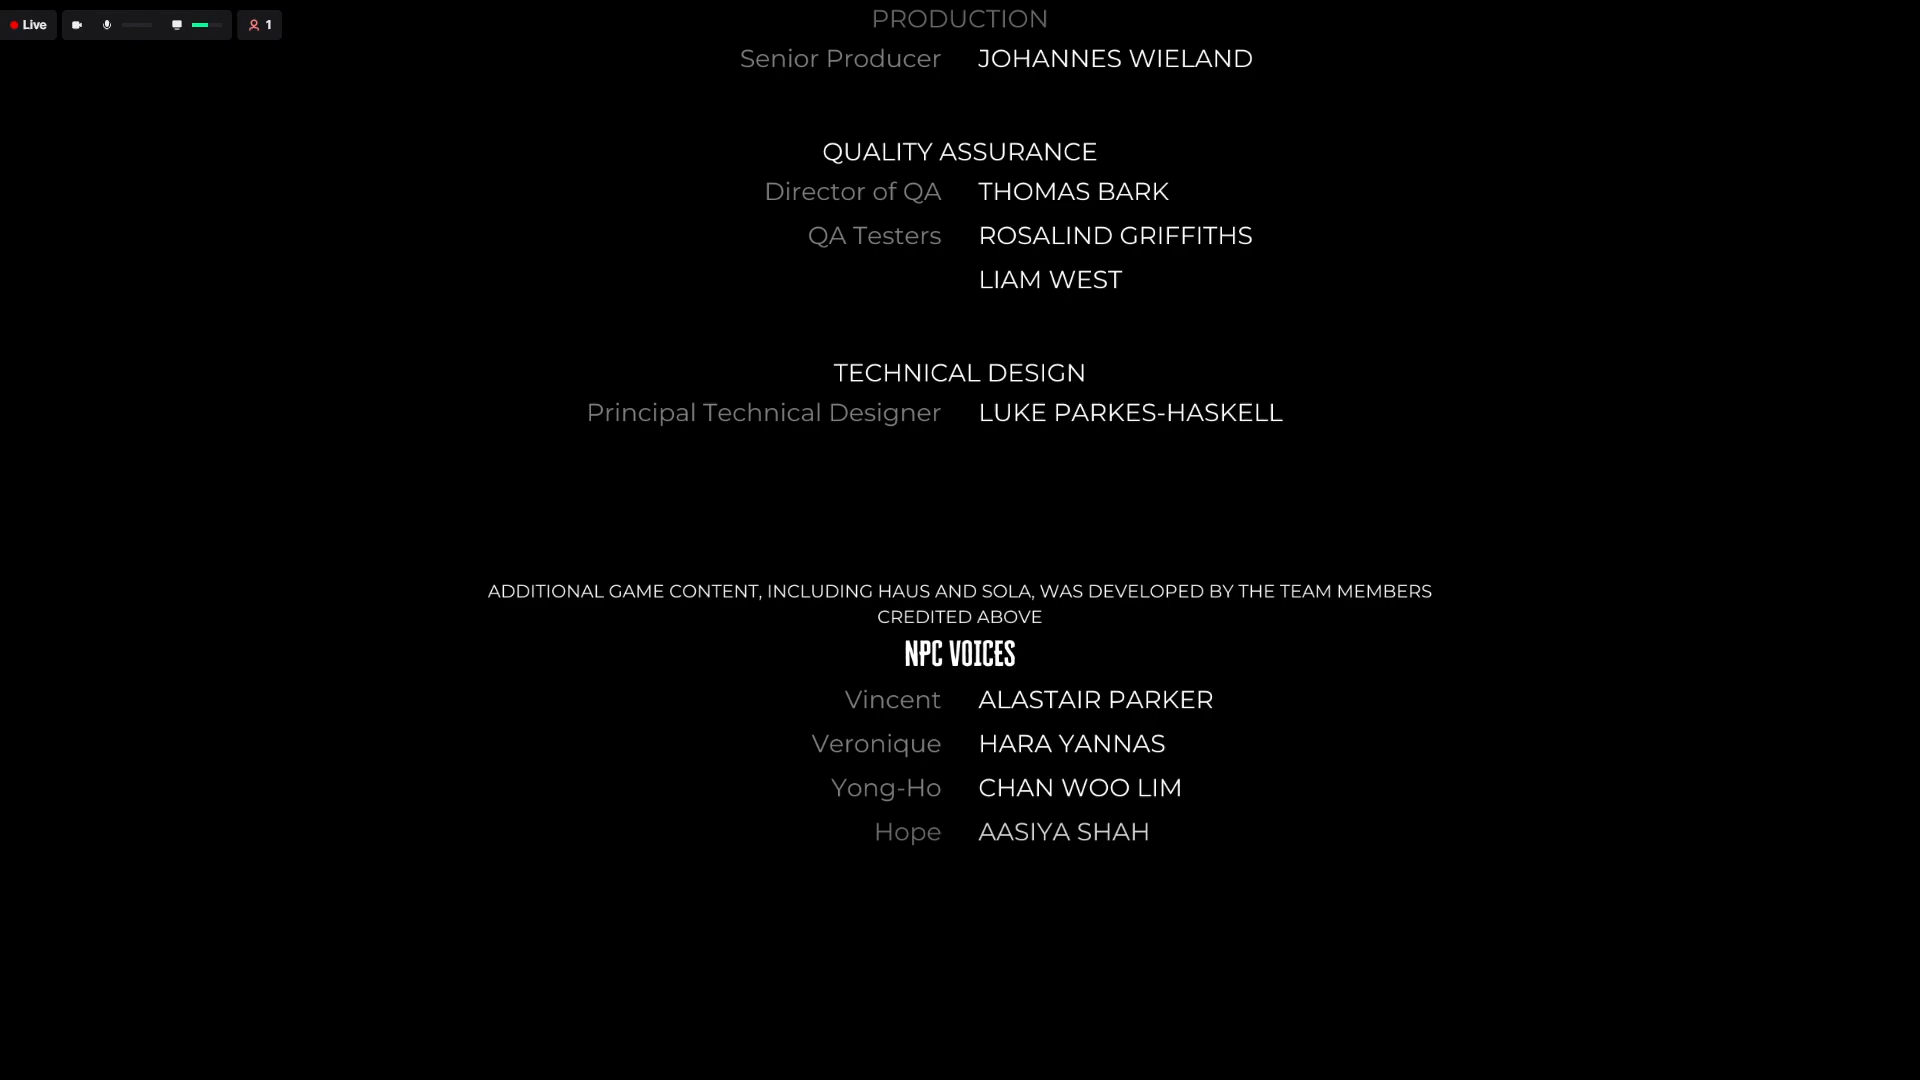 Live
1
PRODUCTION
Senior Producer JOHANNES WIELAND
QUALITY ASSURANCE
Director of QA THOMAS BARK
QA Testers ROSALIND GRIFFITHS
LIAM WEST
TECHNICAL DESIGN
Principal Technical Designer LUKE PARKES-HASKELL
ADDITIONAL GAME CONTENT, INCLUDING HAUS AND SOLA, WAS DEVELOPED BY THE TEAM MEMBERS
CREDITED ABOVE
NPC VOICES
Vincent ALASTAIR PARKER
Veronique HARA YANNAS
Yong-Ho CHAN WOO LIM
Hope AASIYA SHAH